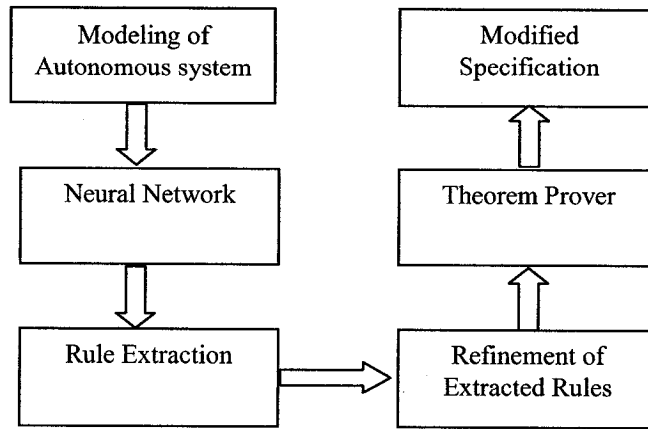 Modeling of
Autonomous system
Neural Network
Rule Extraction
Refinement of
Extracted Rules
Theorem Prover
Modified
Specification